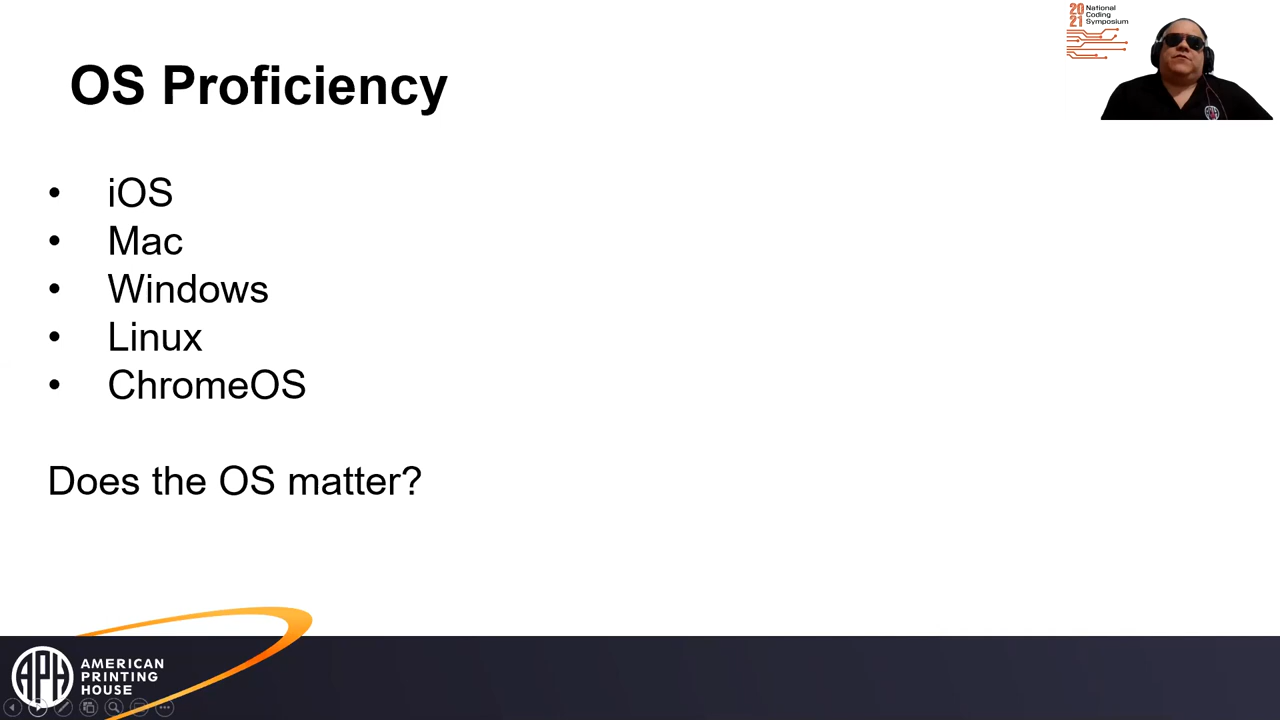 20
21
National
Coding
Symposium
OS Proficiency
• iOS
• Mac
• Windows
• Linux
• ChromeOS
Does the OS matter?
APH
AMERICAN
PRINTING
HOUSE